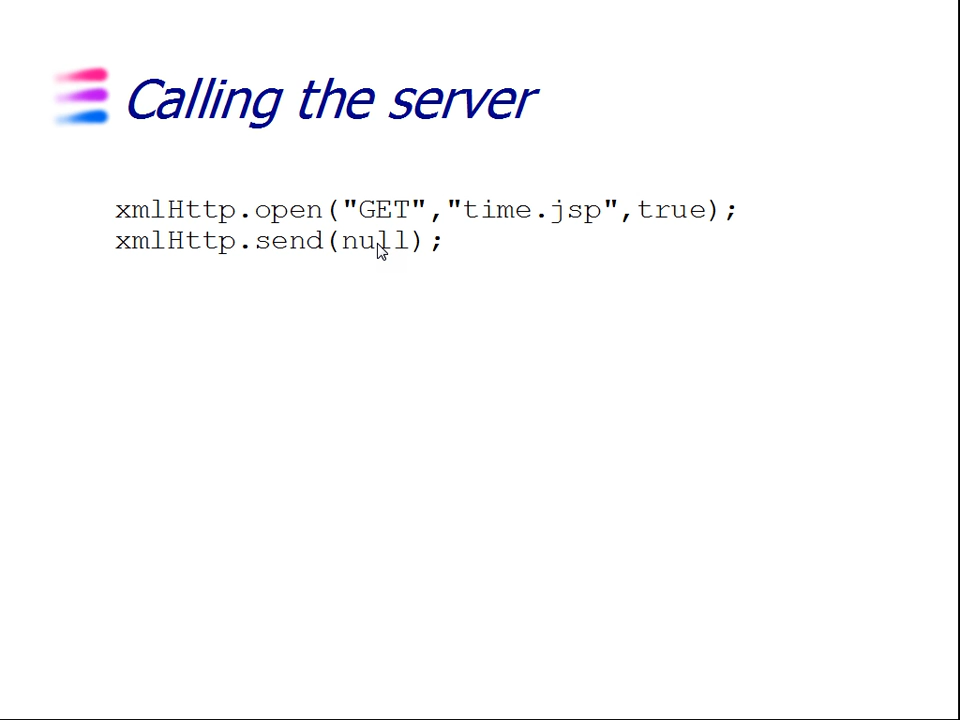 Calling the server
xmlHttp.open("GET","time.jsp",true);
xmlHttp.send(null);